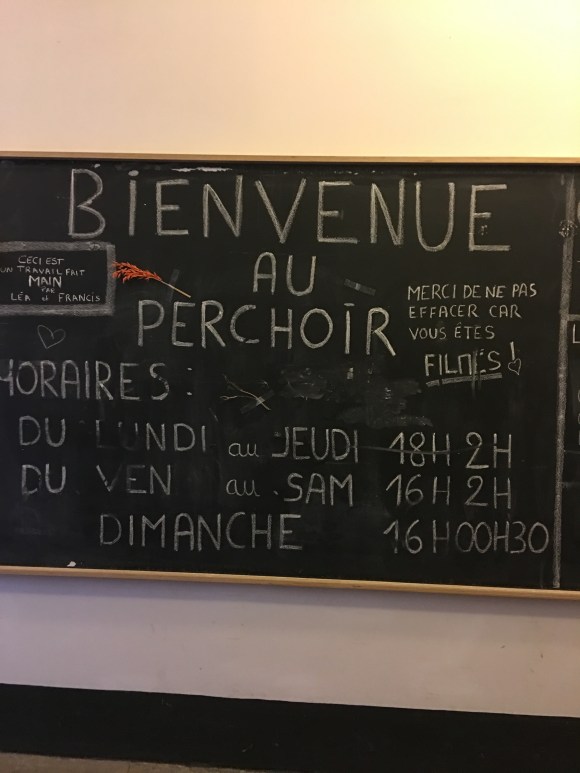 BIENVENUE
AU
PERCHOIR
CECI EST
UN TRAVAIL FAIT
MAIN
PAR
LÉA et FRANCIS
MERCI DE NE PAS
EFFACER CAR
VOUS ÊTES
FILMÉS !
HORAIRES :
DU LUNDI au JEUDI 18H 2H
DU VEN au SAM 16H 2H
DIMANCHE 16H00H30